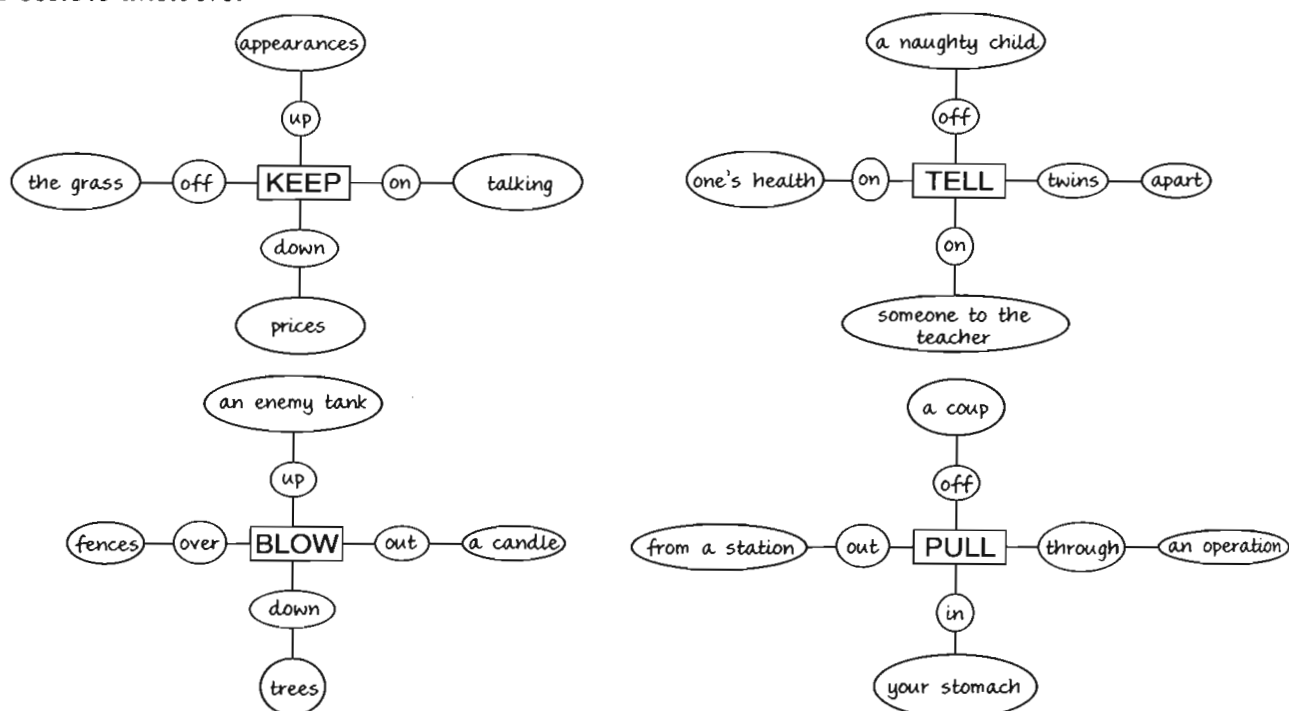 appearances
a naughty child
up
off
the grass off KEEP on talking
one's health on TELL twins apart
down
on
prices
someone to the
teacher
an enemy tank
a coup
up
off
fences over BLOW out a candle
from a station out PULL through an operation
down
in
trees
your stomach